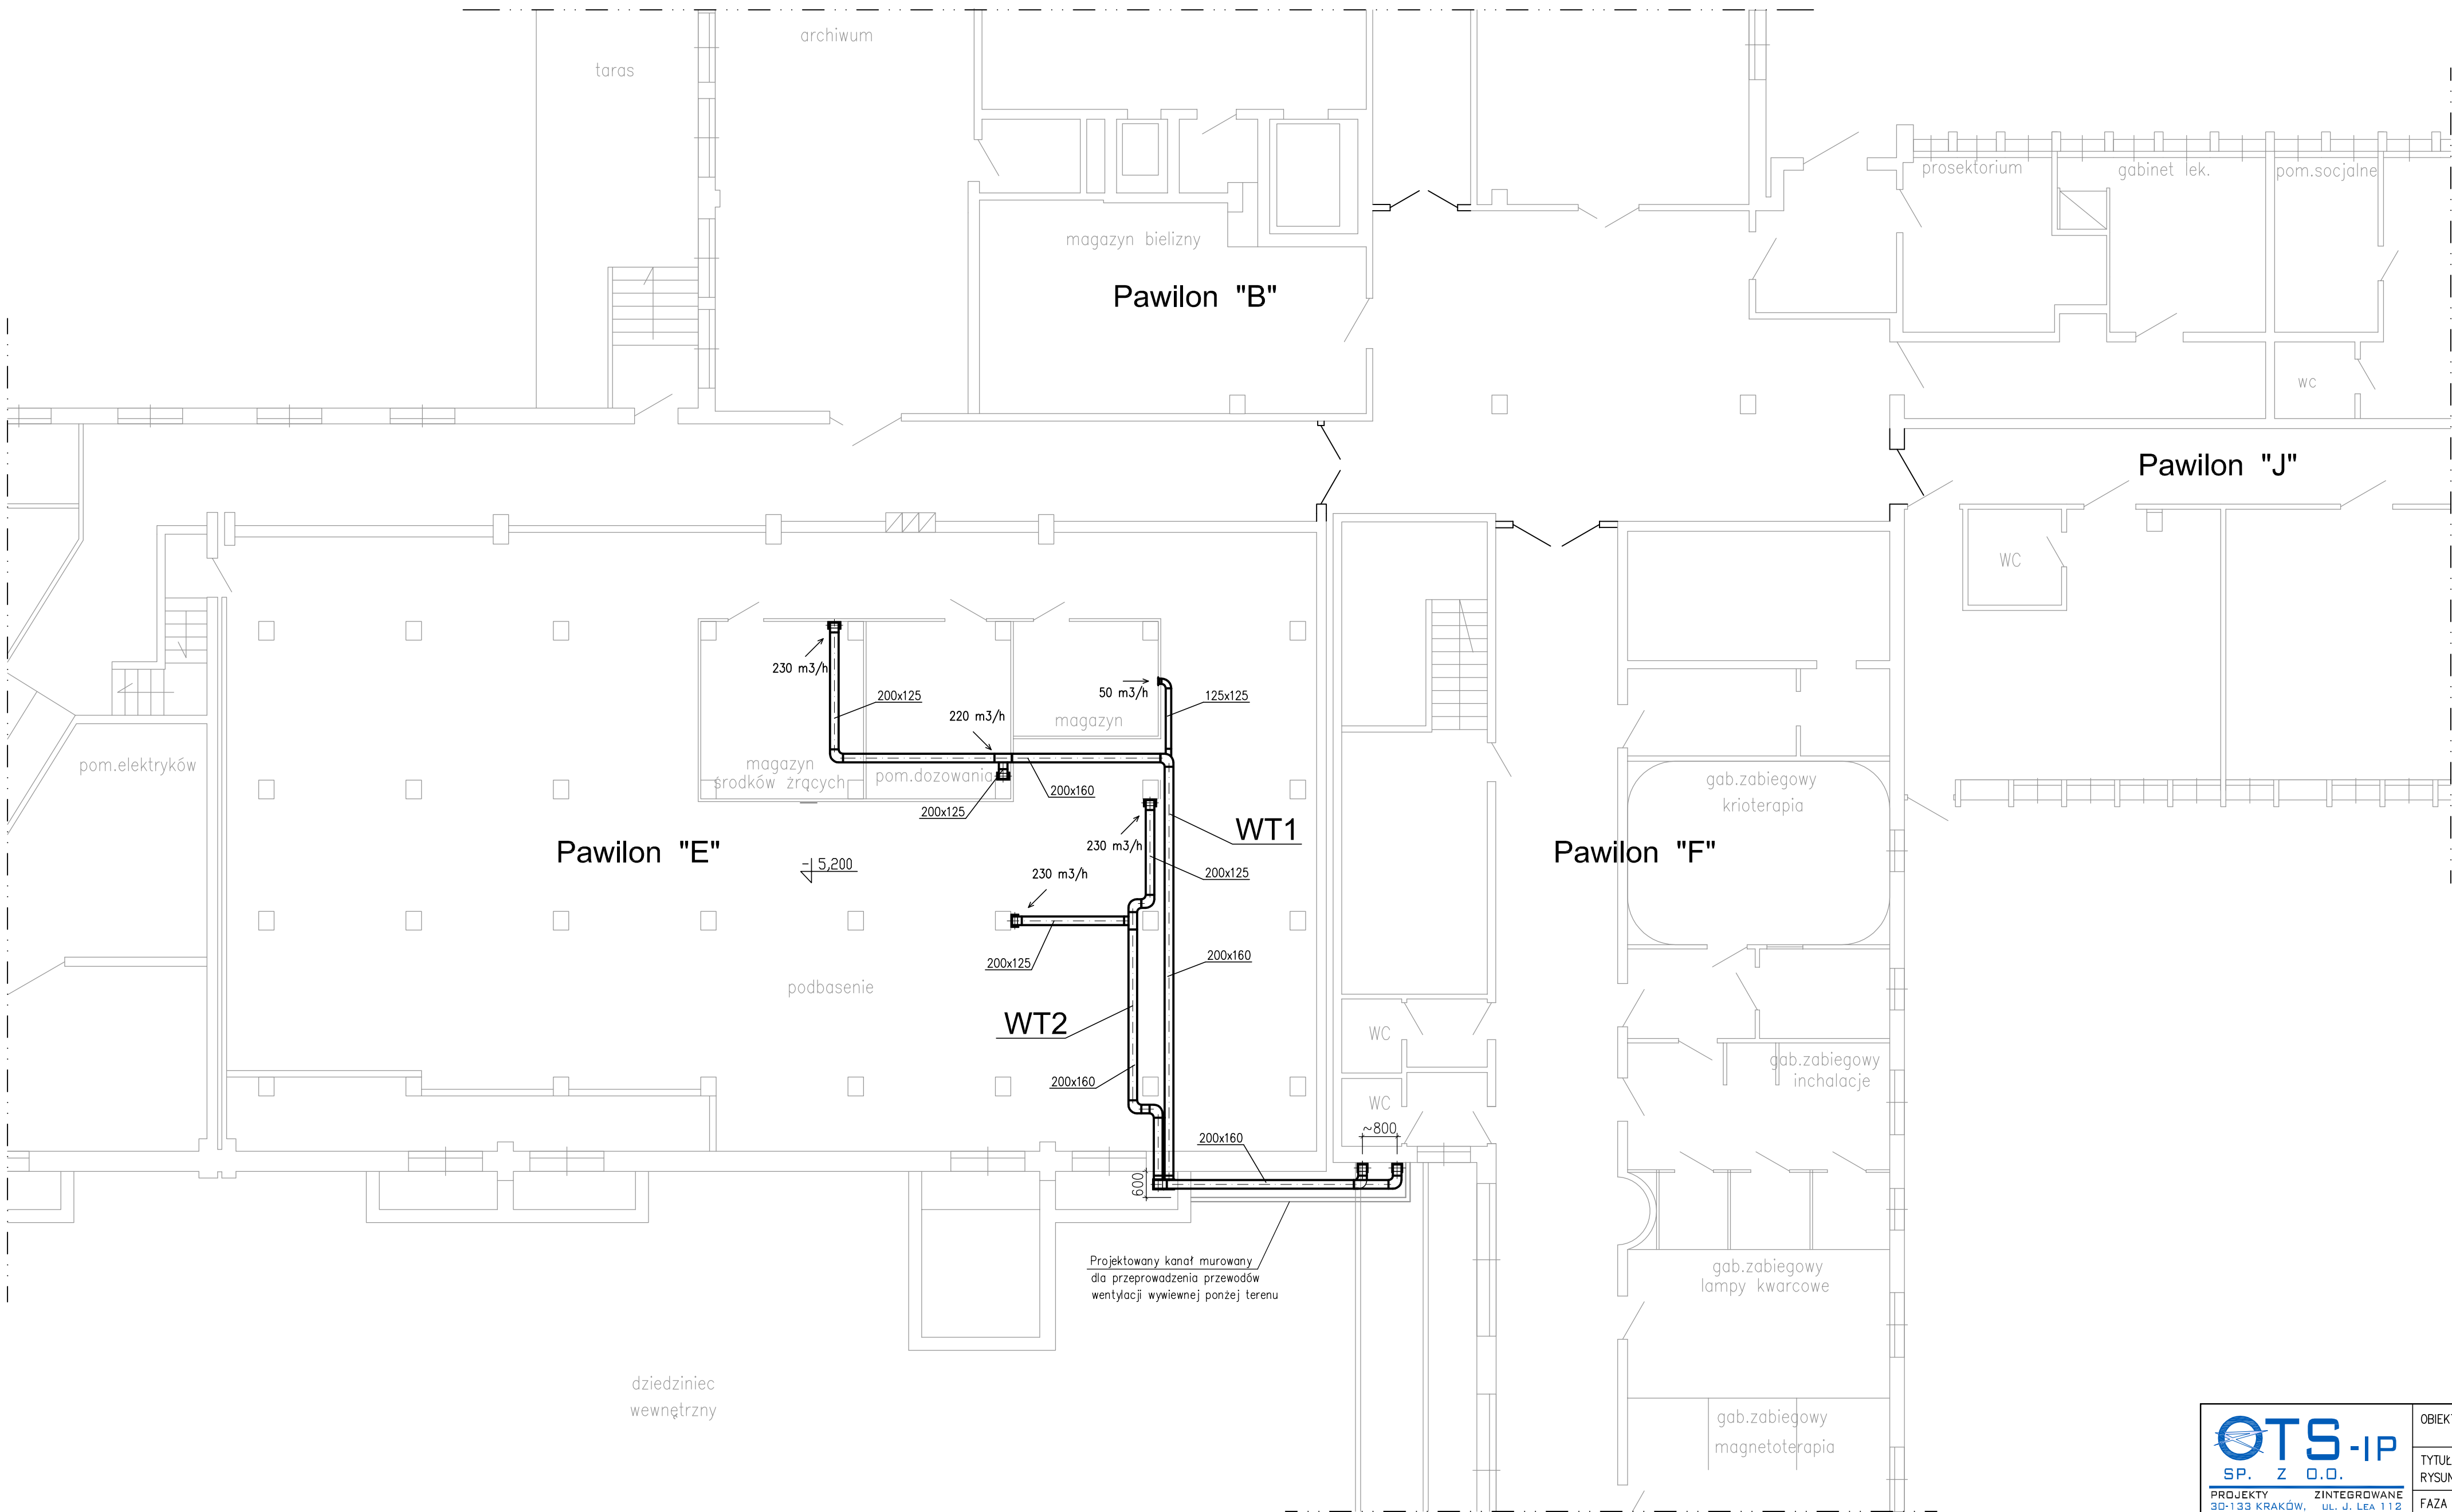 archiwum
taras
prosektorium
gabinet lek.
pom.socjalne
magazyn bielizny
Pawilon "B"
wc
Pawilon "J"
WC
230 m3/h
200x125
50 m3/h
125x125
220 m3/h
magazyn
pom.elektryków
magazyn
środków żrących
pom.dozowania
200x160
200x125
gab.zabiegowy
krioterapia
WT1
Pawilon "E"
230 m3/h
Pawilon "F"
5,200
230 m3/h
200x125
200x125
200x160
podbasenie
WT2
WC
200x160
gab.zabiegowy
inchalacje
WC
~800
200x160
600
Projektowany kanał murowany
dla przeprowadzenia przewodów
wentylacji wywiewnej ponżej terenu
gab.zabiegowy
lampy kwarcowe
dziedziniec
wewnętrzny
gab.zabiegowy
magnetoterapia
OTS-IP
SP. Z O.O.
PROJEKTY ZINTEGROWANE
30-133 KRAKÓW, UL. J. LEA 112
OBIEKT
TYTUŁ
RYSUN
FAZA